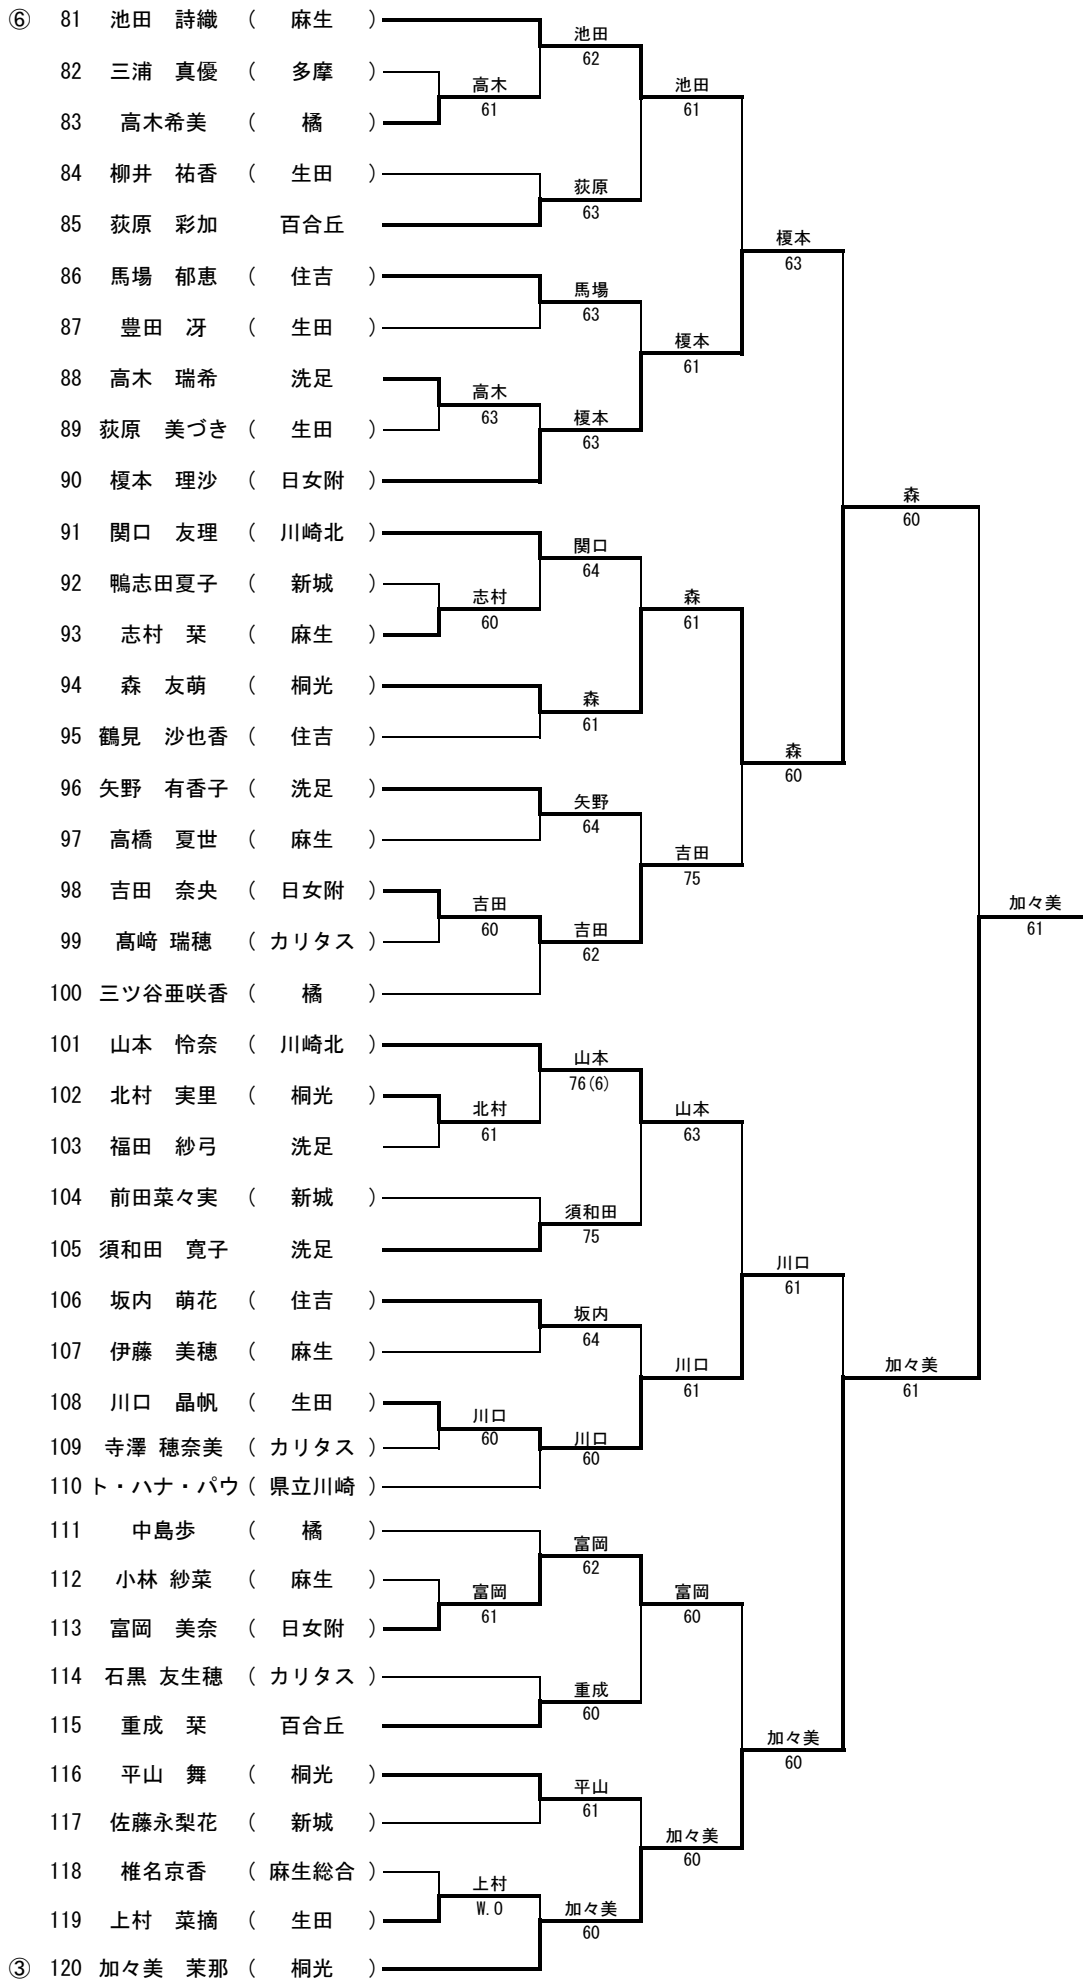 ⑥ 81 池田 詩織 ( 麻生 )
池田
62
82 三浦 真優 ( 多摩 )
高木
61
池田
61
83 高木希美 ( 橘 )
84 柳井 祐香 ( 生田 )
荻原
63
85 荻原 彩加 百合丘
榎本
63
86 馬場 郁恵 ( 住吉 )
馬場
63
87 豊田 冴 ( 生田 )
榎本
61
88 高木 瑞希 洗足
高木
63
榎本
63
89 荻原 美づき ( 生田 )
90 榎本 理沙 ( 日女附 )
森
60
91 関口 友理 ( 川崎北 )
関口
64
92 鴨志田夏子 ( 新城 )
志村
60
森
61
93 志村 栞 ( 麻生 )
94 森 友萌 ( 桐光 )
森
61
95 鶴見 沙也香 ( 住吉 )
森
60
96 矢野 有香子 ( 洗足 )
矢野
64
97 高橋 夏世 ( 麻生 )
吉田
75
98 吉田 奈央 ( 日女附 )
吉田
60
加々美
61
99 髙﨑 瑞穂 ( カリタス )
吉田
62
100 三ツ谷亜咲香 ( 橘 )
101 山本 怜奈 ( 川崎北 )
山本
76(6)
102 北村 実里 ( 桐光 )
北村
61
山本
63
103 福田 紗弓 洗足
104 前田菜々実 ( 新城 )
須和田
75
105 須和田 寛子 洗足
川口
61
106 坂内 萌花 ( 住吉 )
坂内
64
107 伊藤 美穂 ( 麻生 )
川口
61
加々美
61
108 川口 晶帆 ( 生田 )
川口
60
109 寺澤 穂奈美 ( カリタス )
川口
60
110 ト・ハナ・パウ ( 県立川崎 )
111 中島歩 ( 橘 )
富岡
62
112 小林 紗菜 ( 麻生 )
富岡
61
富岡
60
113 富岡 美奈 ( 日女附 )
114 石黒 友生穂 ( カリタス )
重成
60
115 重成 栞 百合丘
加々美
60
116 平山 舞 ( 桐光 )
平山
61
117 佐藤永梨花 ( 新城 )
加々美
60
118 椎名京香 ( 麻生総合 )
上村
W.O
119 上村 菜摘 ( 生田 )
加々美
60
③ 120 加々美 茉那 ( 桐光 )